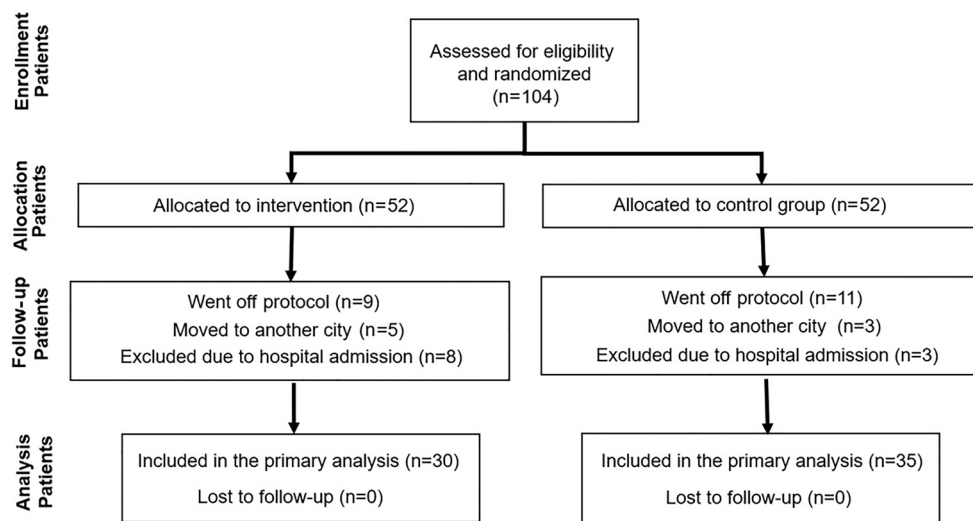 Enrollment
Patients
Assessed for eligibility
and randomized
(n=104)
Allocation
Patients
Allocated to intervention (n=52)
Allocated to control group (n=52)
Follow-up
Patients
Went off protocol (n=9)
Moved to another city (n=5)
Excluded due to hospital admission (n=8)
Went off protocol (n=11)
Moved to another city (n=3)
Excluded due to hospital admission (n=3)
Analysis
Patients
Included in the primary analysis (n=30)
Lost to follow-up (n=0)
Included in the primary analysis (n=35)
Lost to follow-up (n=0)